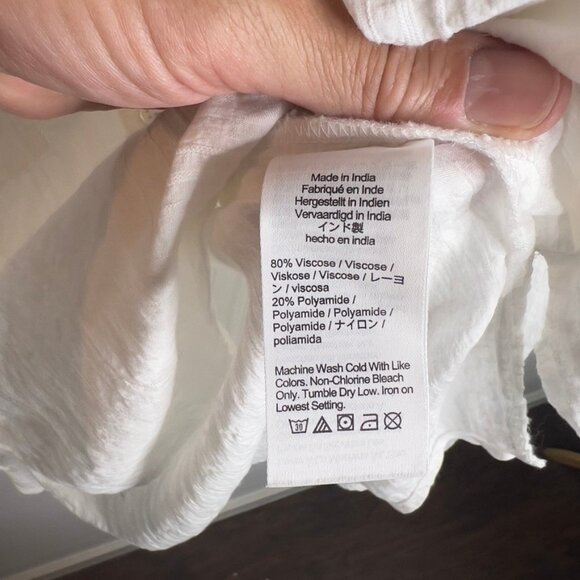 Made in India
Fabriqué en Inde
Hergestellt in Indien
Vervaardigd in India
インド製
hecho en india
80% Viscose / Viscose /
Viskose / Viscose / レーヨ
ン / viscosa
20% Polyamide /
Polyamide / Polyamide /
Polyamide / ナイロン /
poliamida
Machine Wash Cold With Like
Colors. Non-Chlorine Bleach
Only. Tumble Dry Low. Iron on
Lowest Setting.
30